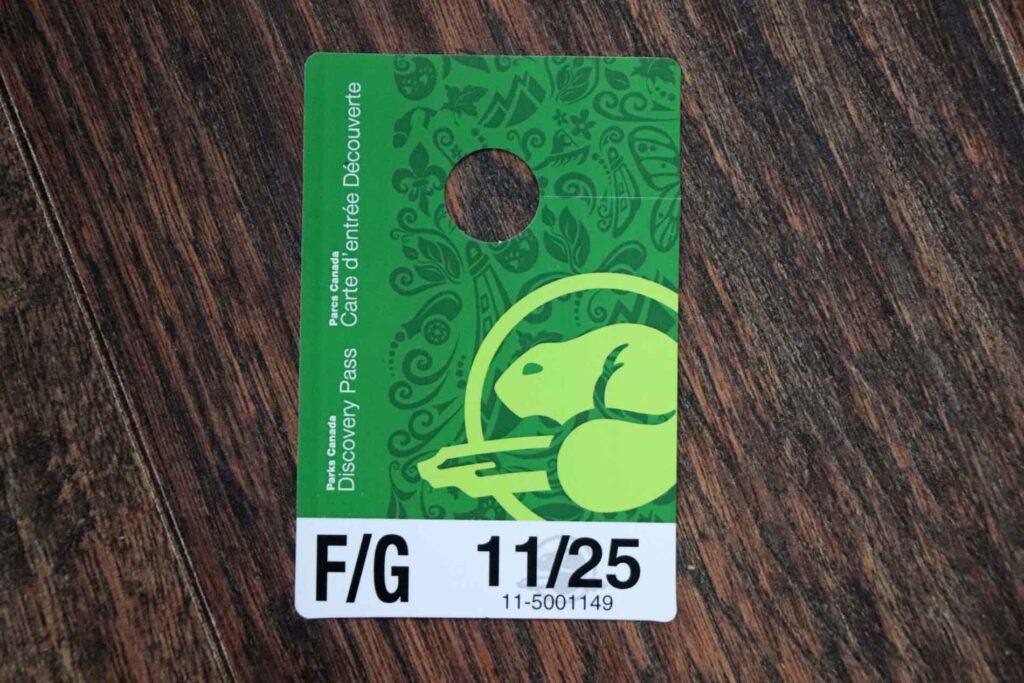 Parks Canada
Discovery Pass
Parcs Canada
Carte d'entrée Découverte
F/G
11/25
11-5001149